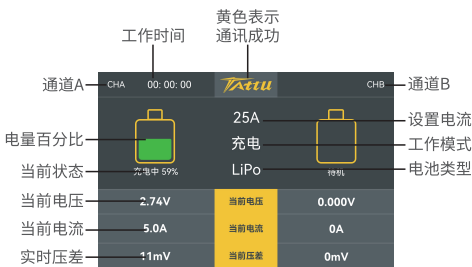 黄色表示
通讯成功
工作时间
通道A
CHA
00: 00: 00
TATTU
CHB
通道B
25A
设置电流
电量百分比
充电
工作模式
LiPo
电池类型
当前状态
充电中 59%
待机
当前电压
2.74V
当前电压
0.000V
当前电流
5.0A
当前电流
0A
实时压差
11mV
当前压差
0mV